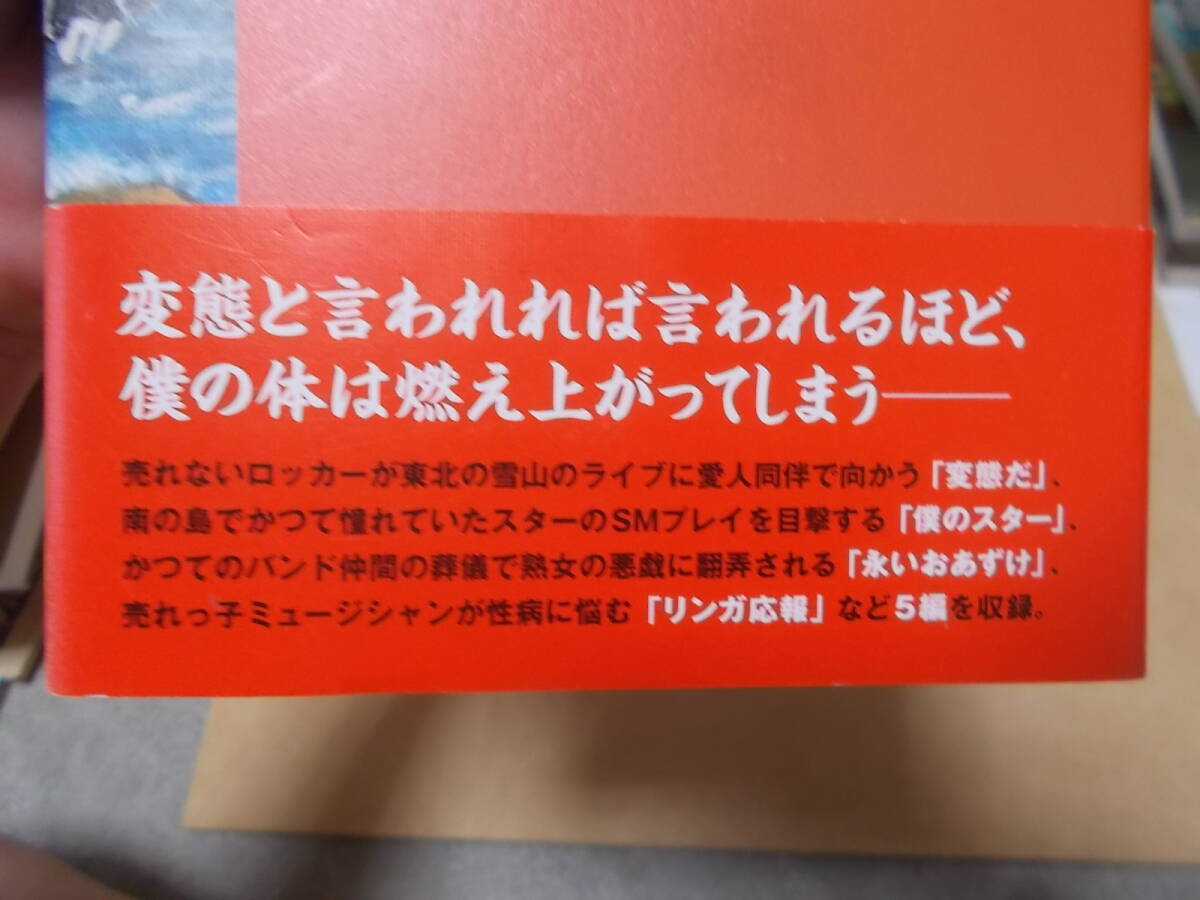 変態と言われれば言われるほど、
僕の体は燃え上がってしまう――
売れないロッカーが東北の雪山のライブに愛人同伴で向かう「変態だ」、
南の島でかつて憧れていたスターのSMプレイを目撃する「僕のスター」、
かつてのバンド仲間の葬儀で熟女の悪戯に翻弄される「永いおあずけ」、
売れっ子ミュージシャンが性病に悩む「リンガ応報」など5編を収録。